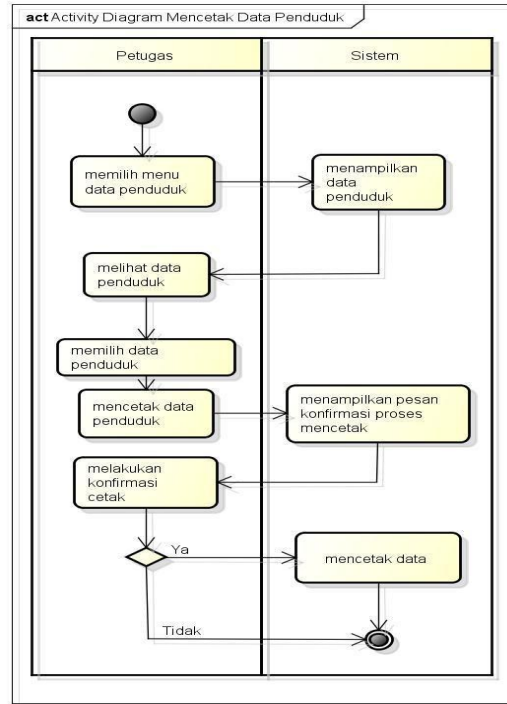 act Activity Diagram Mencetak Data Penduduk
Petugas
Sistem
memilih menu
data penduduk
menampilkan
data
penduduk
melihat data
penduduk
memilih data
penduduk
mencetak data
penduduk
menampilkan pesan
konfirmasi proses
mencetak
melakukan
konfirmasi
cetak
Ya
mencetak data
Tidak